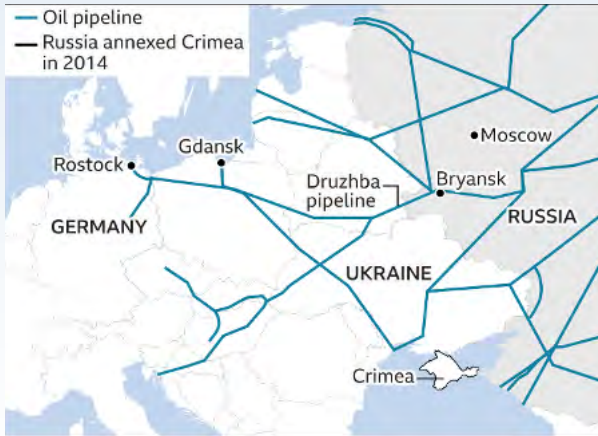 Oil pipeline
Russia annexed Crimea
in 2014
Moscow
Gdansk
Rostock
Druzhba
pipeline
Bryansk
GERMANY
RUSSIA
UKRAINE
Crimea